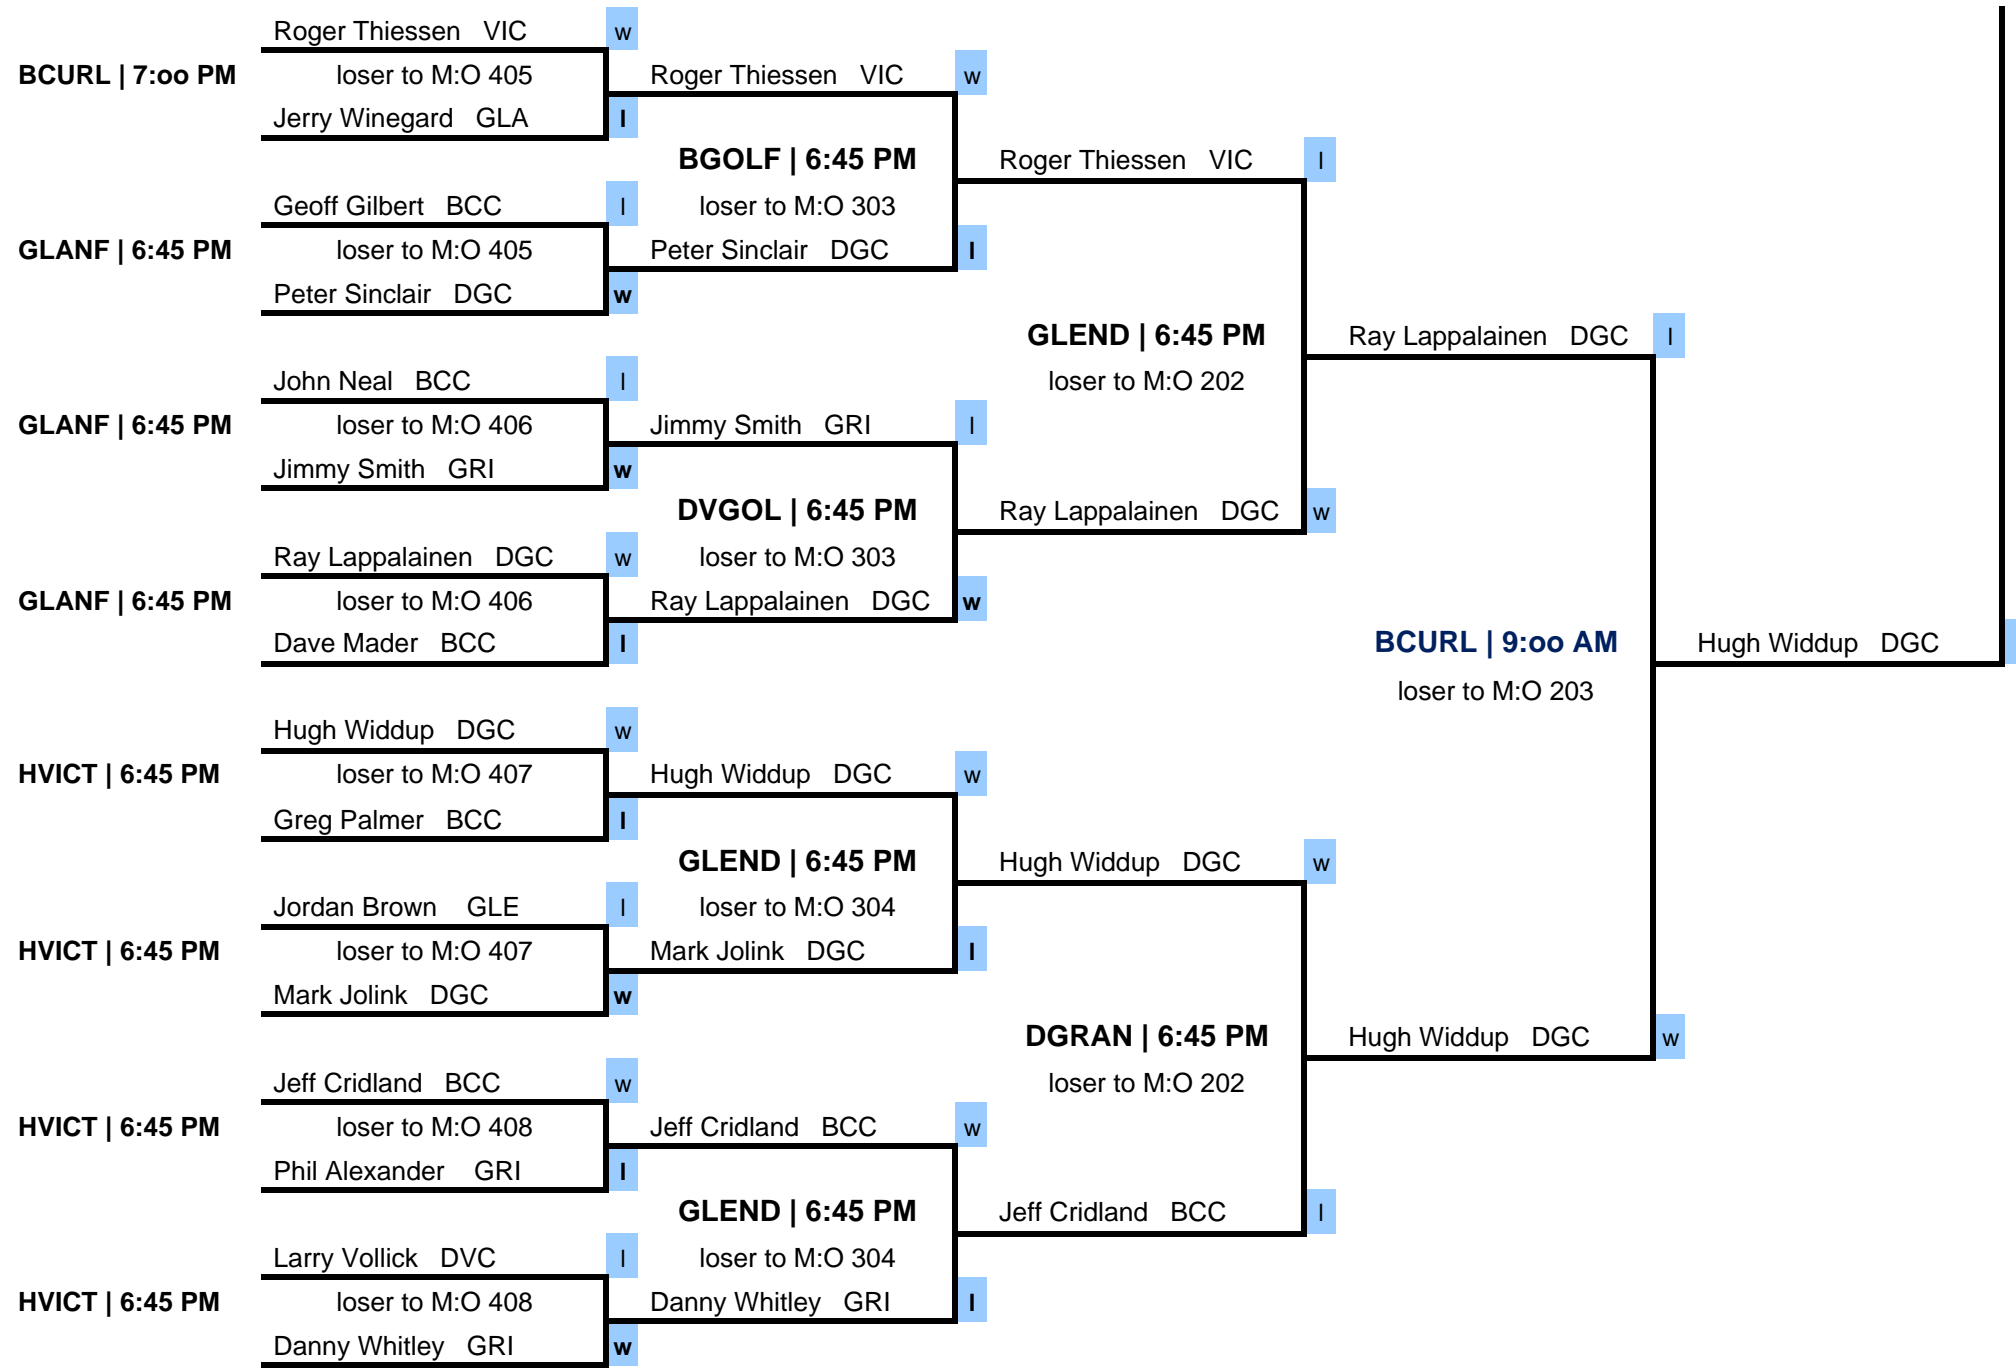 Roger Thiessen VIC w
BCURL | 7:oo PM loser to M:O 405 Roger Thiessen VIC w
Jerry Winegard GLA l
BGOLF | 6:45 PM Roger Thiessen VIC l
Geoff Gilbert BCC l loser to M:O 303
GLANF | 6:45 PM loser to M:O 405 Peter Sinclair DGC l
Peter Sinclair DGC w
GLEND | 6:45 PM Ray Lappalainen DGC l
John Neal BCC l loser to M:O 202
GLANF | 6:45 PM loser to M:O 406 Jimmy Smith GRI l
Jimmy Smith GRI w
DVGOL | 6:45 PM Ray Lappalainen DGC w
Ray Lappalainen DGC w loser to M:O 303
GLANF | 6:45 PM loser to M:O 406 Ray Lappalainen DGC w
Dave Mader BCC l BCURL | 9:oo AM Hugh Widdup DGC
loser to M:O 203
Hugh Widdup DGC w
HVICT | 6:45 PM loser to M:O 407 Hugh Widdup DGC w
Greg Palmer BCC l
GLEND | 6:45 PM Hugh Widdup DGC w
Jordan Brown GLE l loser to M:O 304
HVICT | 6:45 PM loser to M:O 407 Mark Jolink DGC l
Mark Jolink DGC w
DGRAN | 6:45 PM Hugh Widdup DGC w
Jeff Cridland BCC w loser to M:O 202
HVICT | 6:45 PM loser to M:O 408 Jeff Cridland BCC w
Phil Alexander GRI l
GLEND | 6:45 PM Jeff Cridland BCC l
Larry Vollick DVC l loser to M:O 304
HVICT | 6:45 PM loser to M:O 408 Danny Whitley GRI l
Danny Whitley GRI w